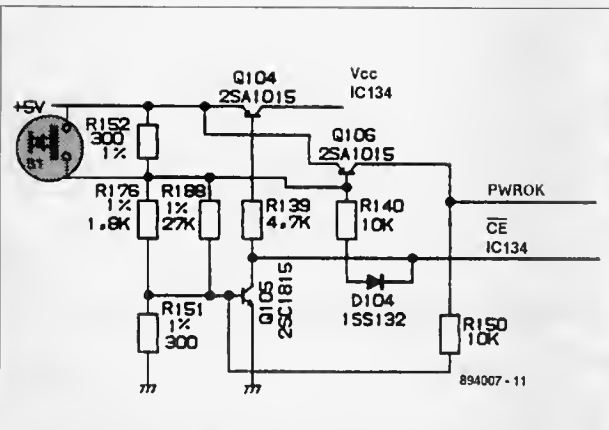 Q104
2SA1015
Vcc
IC134
+5V
R152
300
1%
S1
Q106
2SA1015
R176
1%
1.8K
R188
1%
27K
R139
4.7K
R140
10K
PWROK
CE
IC134
Q105
2SC1815
D104
1SS132
R151
1%
300
R150
10K
894007 - 11